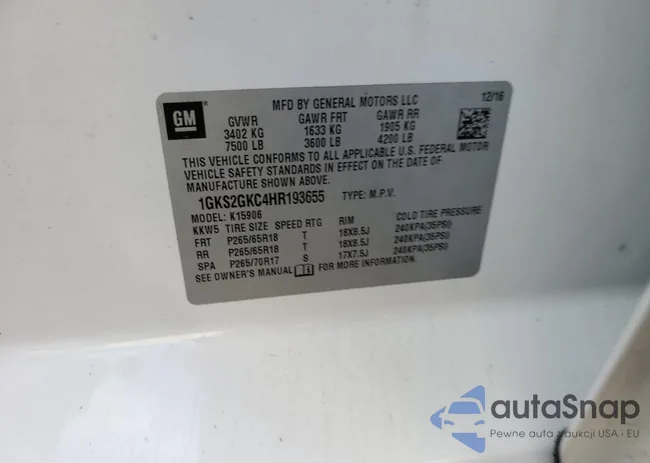 MFD BY GENERAL MOTORS LLC 12/16
GM
GVWR GAWR FRT GAWR RR
3402 KG 1633 KG 1905 KG
7500 LB 3600 LB 4200 LB
THIS VEHICLE CONFORMS TO ALL APPLICABLE U.S. FEDERAL MOTOR
VEHICLE SAFETY STANDARDS IN EFFECT ON THE DATE OF
MANUFACTURE SHOWN ABOVE.
1GKS2GKC4HR193655 TYPE: M.P.V.
MODEL: K15906
KKW5 TIRE SIZE SPEED RTG RIM COLD TIRE PRESSURE
FRT P265/65R18 T 18X8.5J 240KPA(35PSI)
RR P265/65R18 T 18X8.5J 240KPA(35PSI)
SPA P265/70R17 S 17X7.5J 240KPA(35PSI)
SEE OWNER'S MANUAL FOR MORE INFORMATION.
autoSnap
Pewne auto z aukcji USA i EU